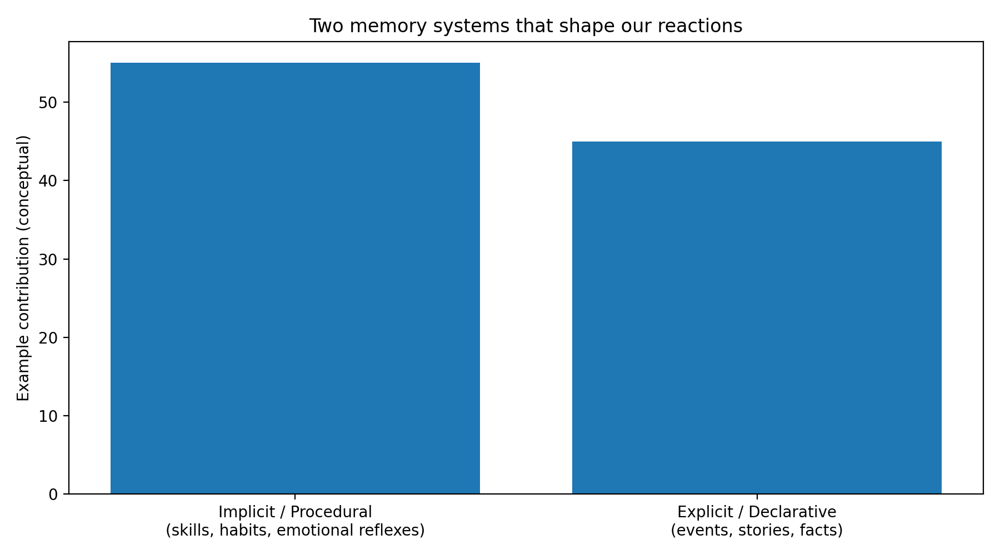 Two memory systems that shape our reactions
Example contribution (conceptual)
50
40
30
20
10
0
Implicit / Procedural
(skills, habits, emotional reflexes)
Explicit / Declarative
(events, stories, facts)